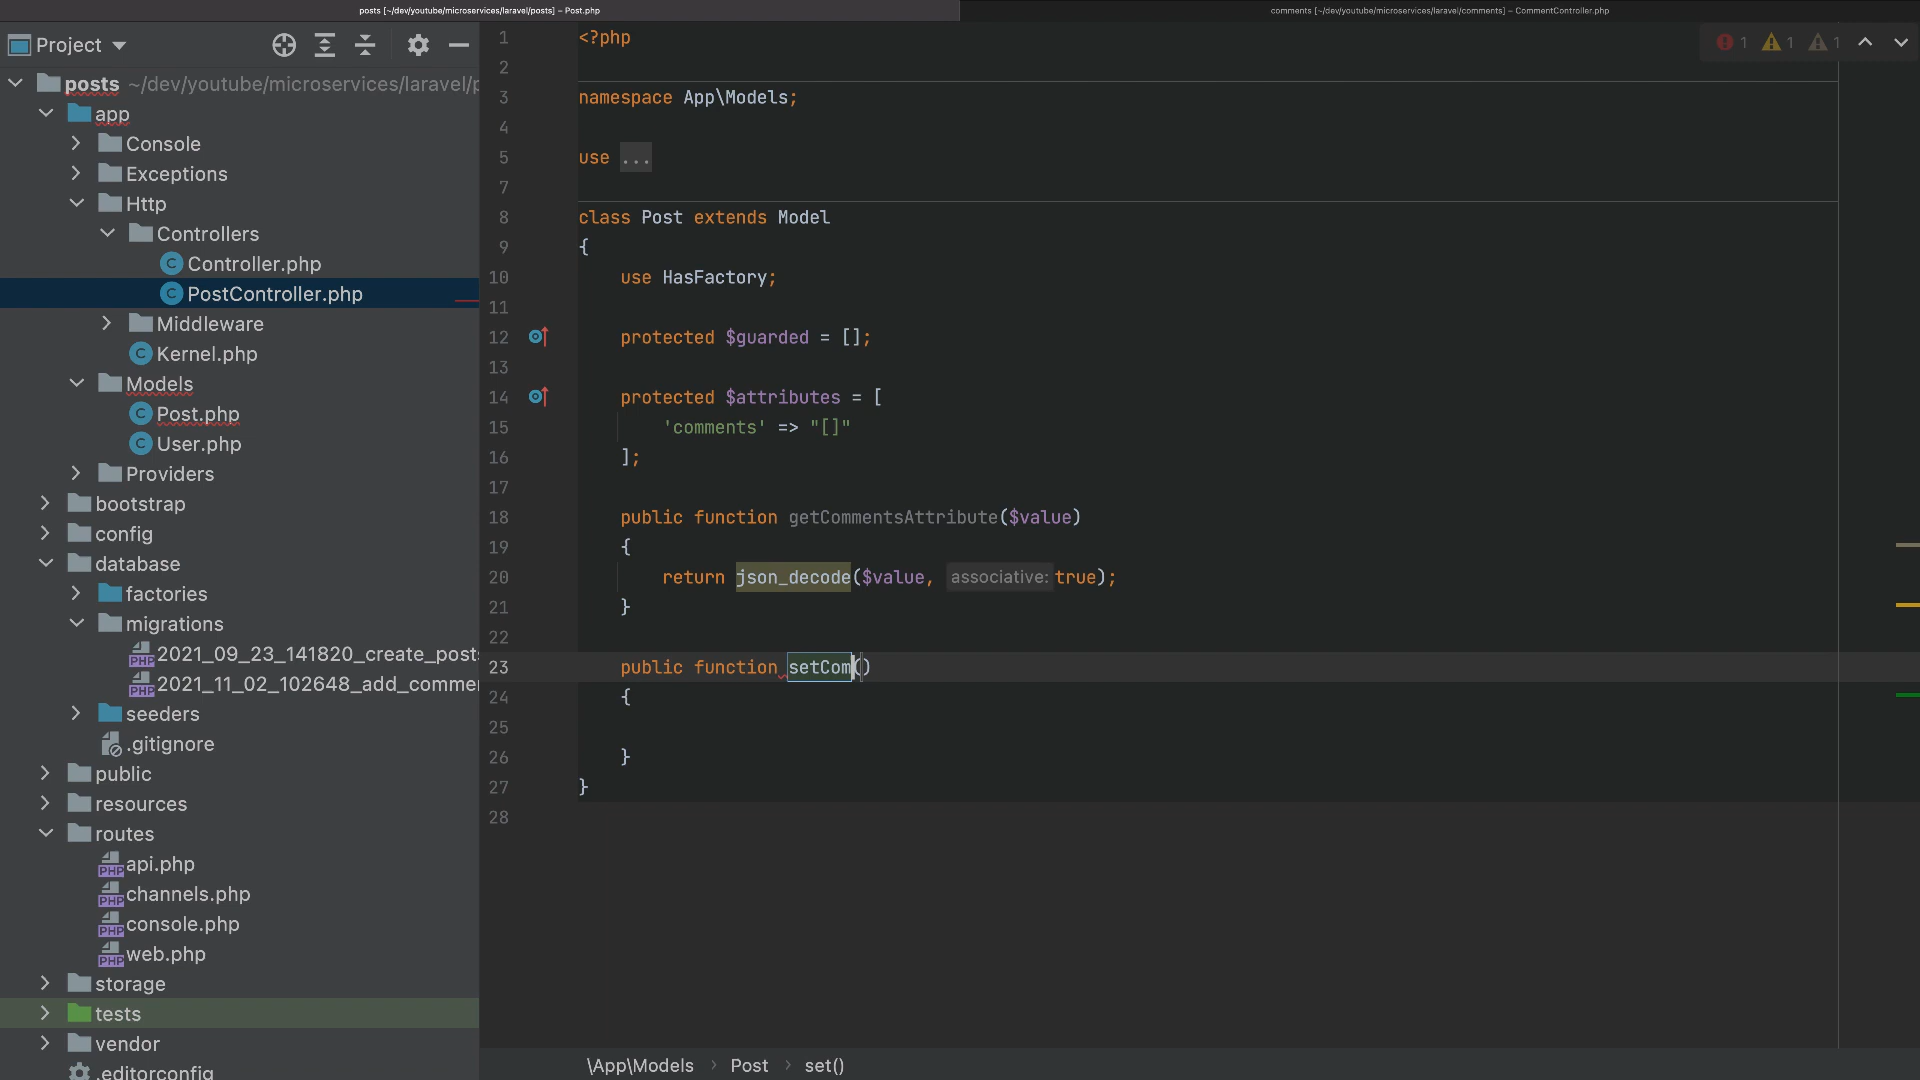 posts [~/dev/youtube/microservices/laravel/posts] – Post.php
comments [~/dev/youtube/microservices/laravel/comments] – CommentController.php
Project
posts ~/dev/youtube/microservices/laravel/p
app
Console
Exceptions
Http
Controllers
Controller.php
PostController.php
Middleware
Kernel.php
Models
Post.php
User.php
Providers
bootstrap
config
database
factories
migrations
2021_09_23_141820_create_posts
2021_11_02_102648_add_comme
seeders
.gitignore
public
resources
routes
api.php
channels.php
console.php
web.php
storage
tests
vendor
.editorconfig
1 <?php
2
3 namespace App\Models;
4
5 use ...
7
8 class Post extends Model
9 {
10 use HasFactory;
11
12 protected $guarded = [];
13
14 protected $attributes = [
15 'comments' => "[]"
16 ];
17
18 public function getCommentsAttribute($value)
19 {
20 return json_decode($value, associative: true);
21 }
22
23 public function setCom()
24 {
25
26 }
27 }
28
1 1 1
\App\Models > Post > set()